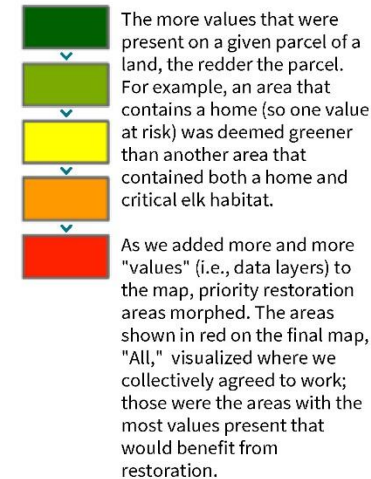 The more values that were
present on a given parcel of a
land, the redder the parcel.
For example, an area that
contains a home (so one value
at risk) was deemed greener
than another area that
contained both a home and
critical elk habitat.
As we added more and more
"values" (i.e., data layers) to
the map, priority restoration
areas morphed. The areas
shown in red on the final map,
"All," visualized where we
collectively agreed to work;
those were the areas with the
most values present that
would benefit from
restoration.